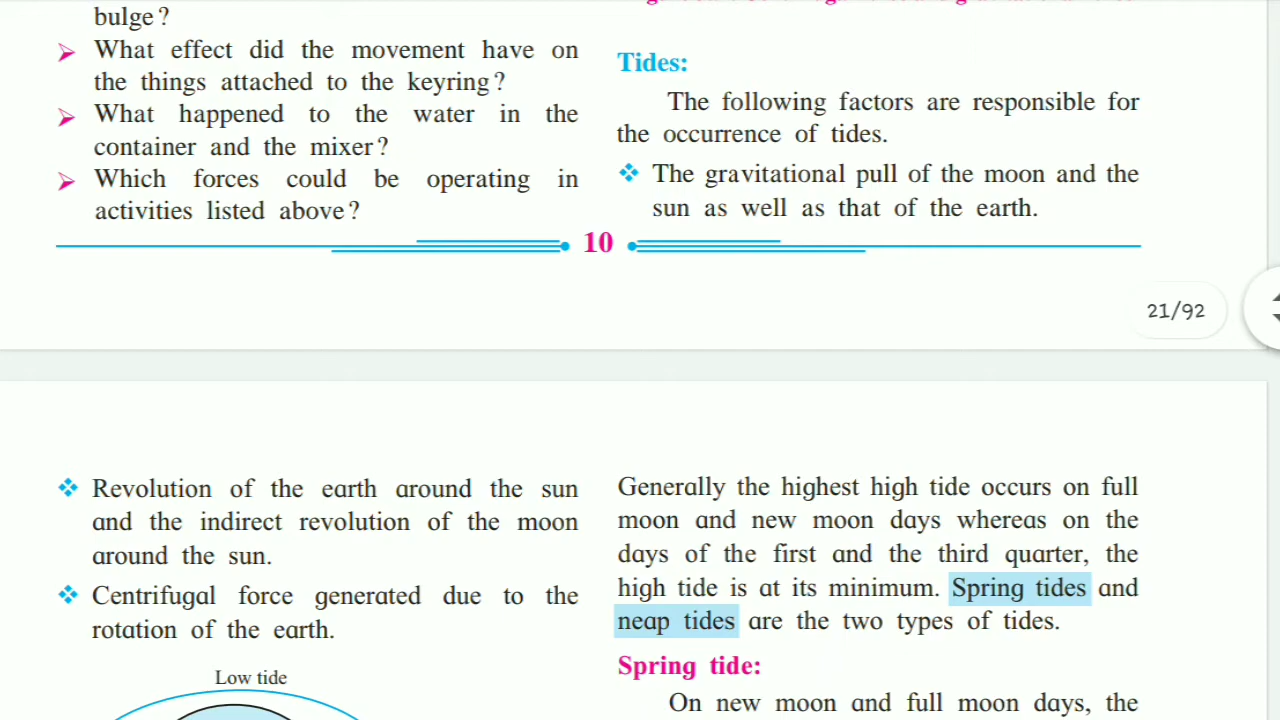 bulge?
What effect did the movement have on
the things attached to the keyring?
What happened to the water in the
container and the mixer?
Which forces could be operating in
activities listed above?
Tides:
The following factors are responsible for
the occurrence of tides.
The gravitational pull of the moon and the
sun as well as that of the earth.
10
21/92
Revolution of the earth around the sun
and the indirect revolution of the moon
around the sun.
Centrifugal force generated due to the
rotation of the earth.
Low tide
Generally the highest high tide occurs on full
moon and new moon days whereas on the
days of the first and the third quarter, the
high tide is at its minimum. Spring tides and
neap tides are the two types of tides.
Spring tide:
On new moon and full moon days, the